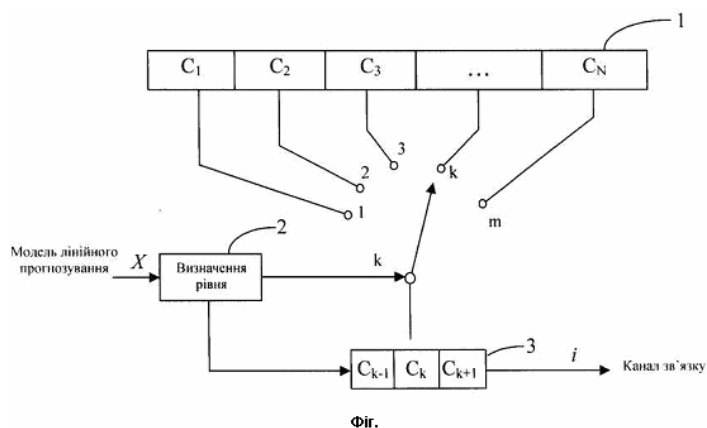 1
C1 C2 C3 ... CN
3
2 k
1 m
2
Модель лінійного
прогнозування
X
Визначення
рівня
k
3
Ck-1 Ck Ck+1
i
Канал зв`язку
Фіг.